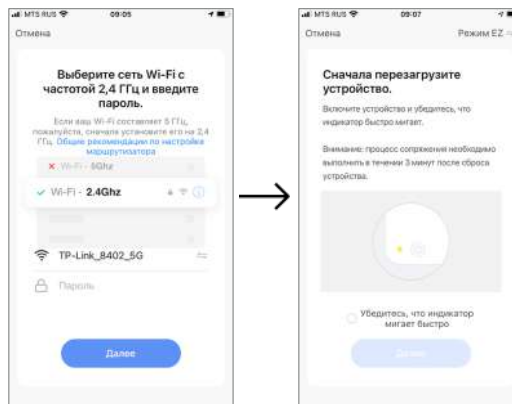 MTS RUS 09:05
Отмена
Выберите сеть Wi-Fi с
частотой 2,4 ГГц и введите
пароль.
Если ваш Wi-Fi составляет 5 ГГц,
пожалуйста, сначала установите его на 2,4
ГГц. Общие рекомендации по настройке
маршрутизатора
Wi-Fi - 5Ghz
Wi-Fi - 2.4Ghz
TP-Link_8402_5G
Пароль
Далее
MTS RUS 09:07
Отмена Режим EZ
Сначала перезагрузите
устройство.
Включите устройство и убедитесь, что
индикатор быстро мигает.
Внимание: процесс сопряжения необходимо
выполнить в течении 3 минут после сброса
устройства.
Убедитесь, что индикатор
мигает быстро
Далее